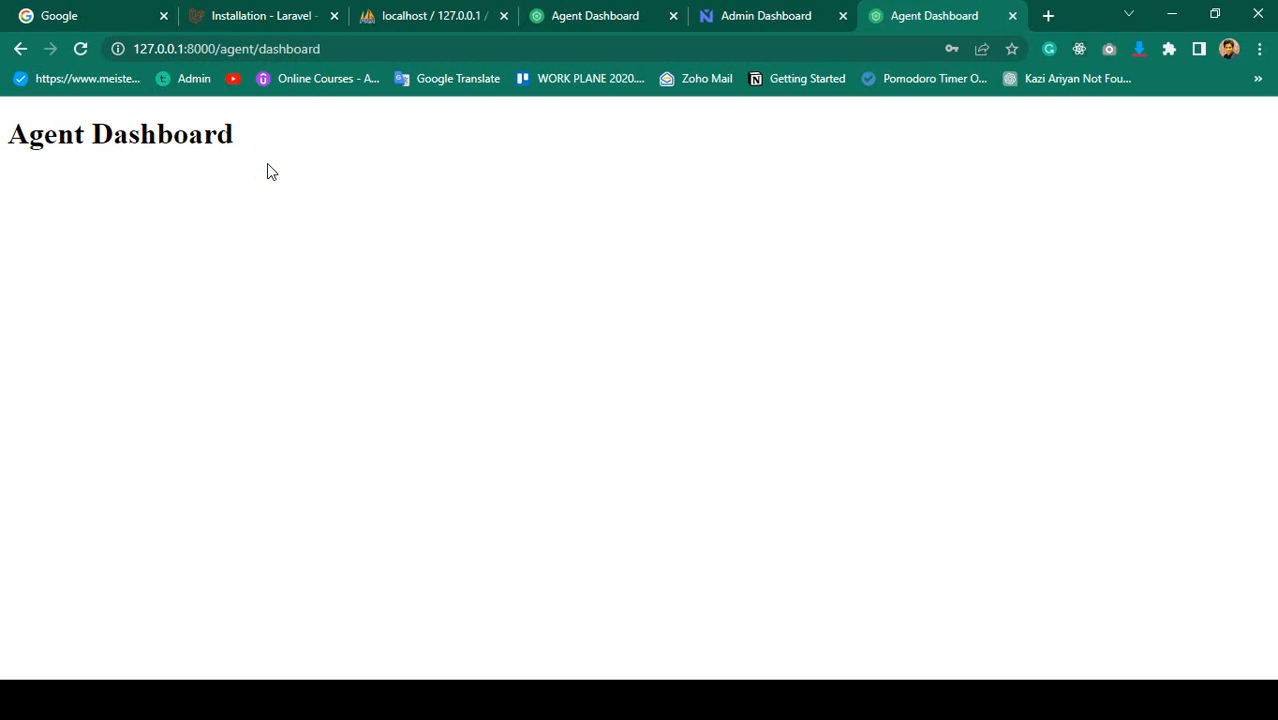 Google
Installation - Laravel -
localhost / 127.0.0.1 /
Agent Dashboard
Admin Dashboard
Agent Dashboard
127.0.0.1:8000/agent/dashboard
https://www.meiste...
Admin
Online Courses - A...
Google Translate
WORK PLANE 2020....
Zoho Mail
Getting Started
Pomodoro Timer O...
Kazi Ariyan Not Fou...
»
Agent Dashboard